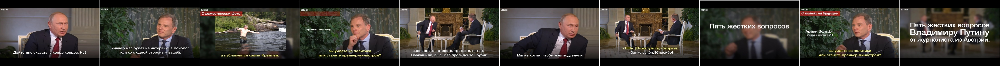 BBC
Дайте мне сказать, в конце концов. Ну?
BBC
иначе у нас будет не интервью, а монолог
только с одной стороны – вашей.
BBC
О мужественных фото
а публикуются самим Кремлем.
BBC
вы уйдете из политики
или станете премьер-министром?
BBC
еще одного - второго, третьего, пятого -
Саакашили, бывшего президента Грузии.
BBC
Мы не хотим, чтобы нам подсунули
BBC
- Bitte. [Пожалуйста, говорите]
- Danke schön. [Спасибо]
BBC
Пять жестких вопросов
BBC
О планах на будущее
Армин Вольф
Телерадиокомпания ORF
вы уйдете из политики
или станете премьер-министром?
BBC
Пять жестких вопросов
Владимиру Путину
от журналиста из Австрии.